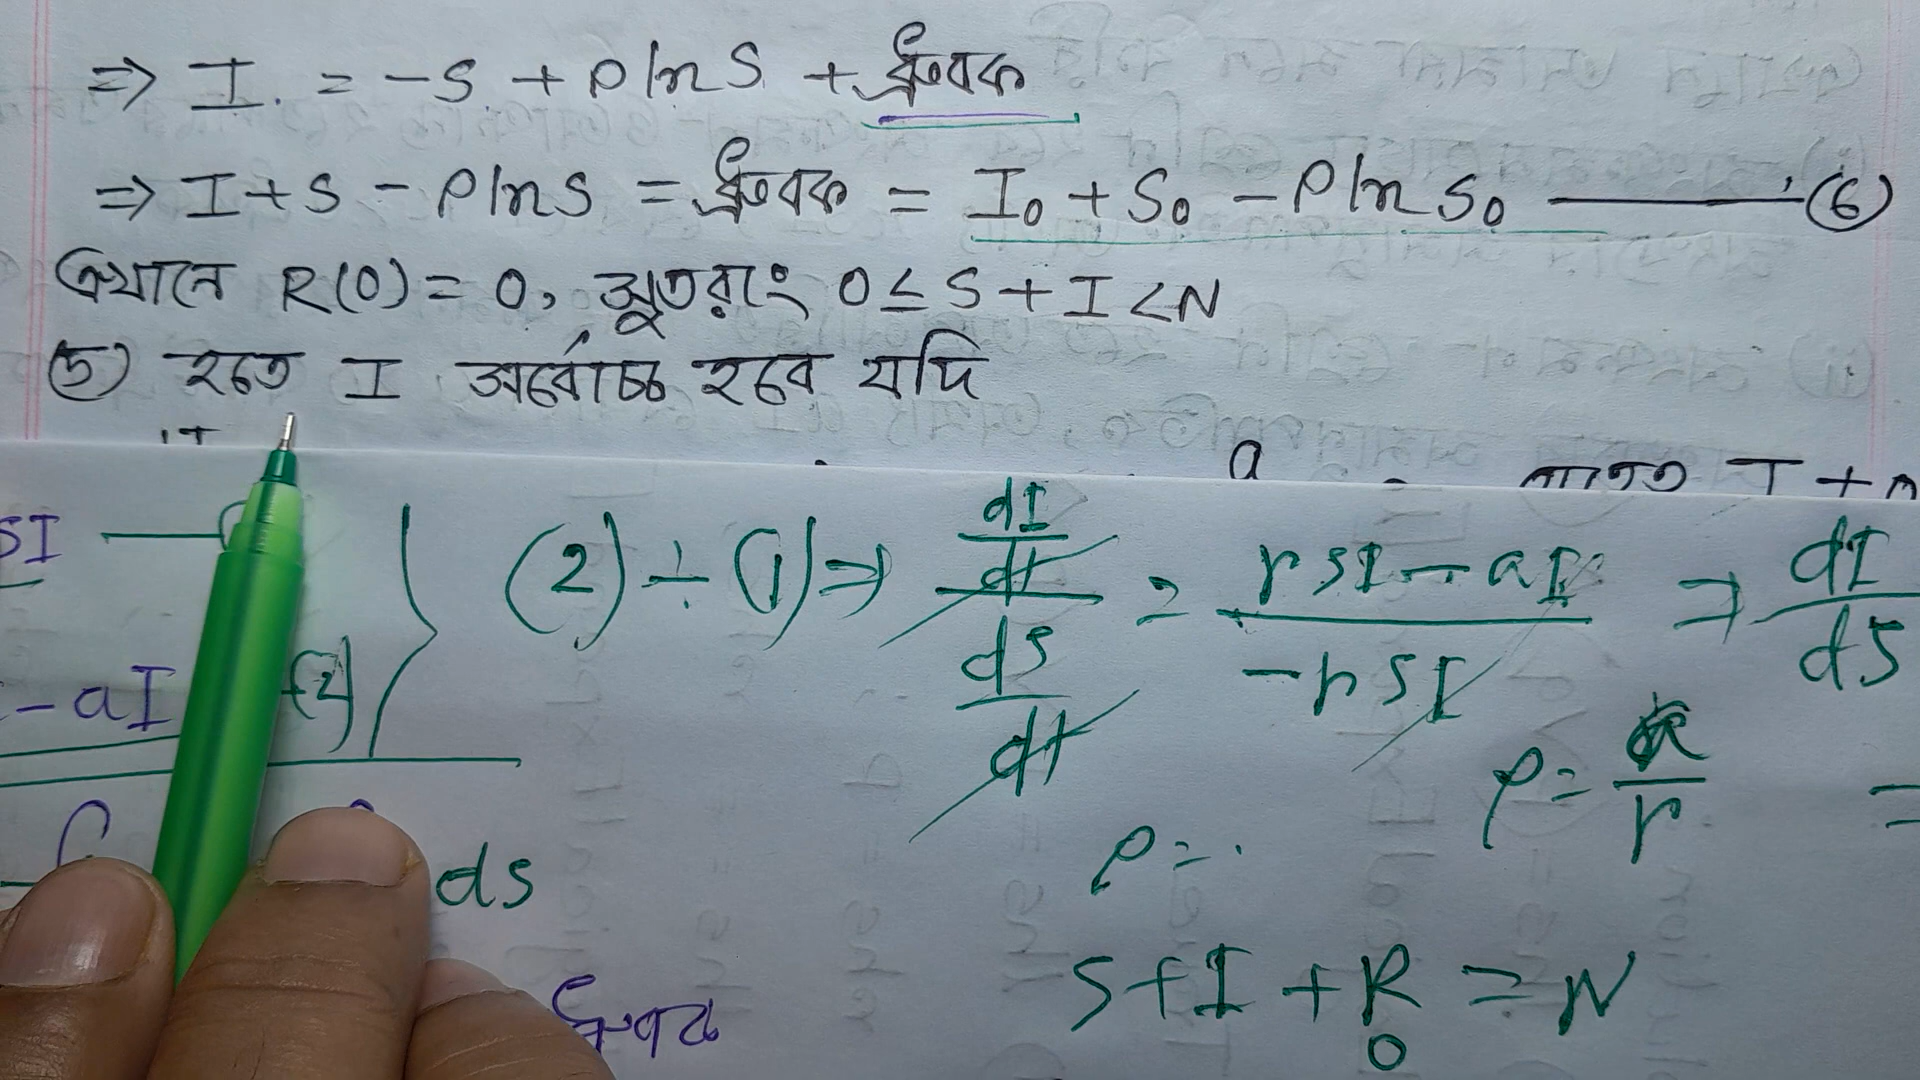 ⇒ I. = -S. + ρ ln S + ধ্রুবক
⇒ I + S - ρ ln S = ধ্রুবক = I₀ + S₀ - ρ ln S₀ ——— (6)
এখানে R(0) = 0, সুতরাং 0 ≤ S + I < N
(5) হতে I সর্বোচ্চ হবে যদি
a
I +
SI —
(2) ÷ (1) ⇒ dI/dt / dS/dt = rSI - aI / -rSI ⇒ dI/dS
- aI (2)
ρ = a/r =
ρ = .
ds
S + I + R = N
0
ধ্রুবক